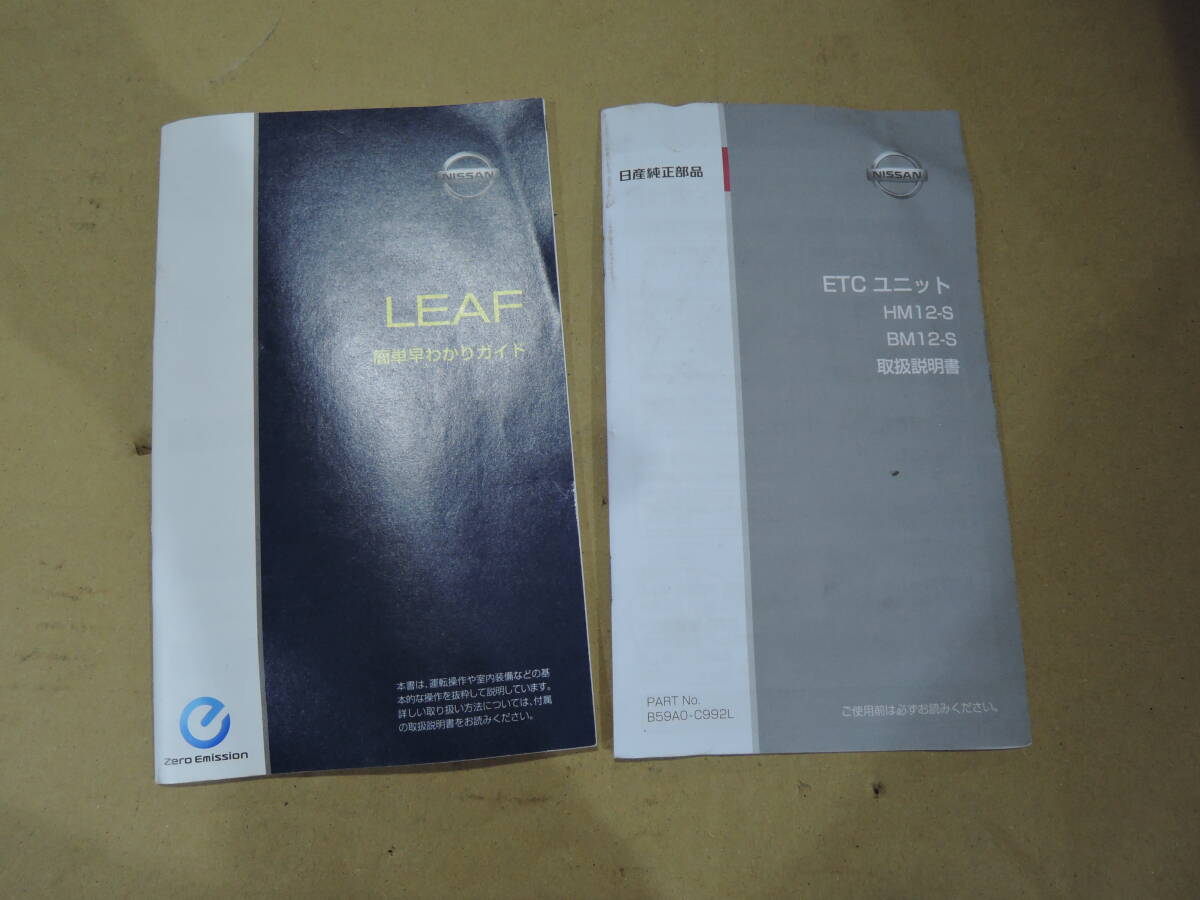 NISSAN
LEAF
簡単早わかりガイド
本書は、運転操作や室内装備などの基
本的な操作を抜粋して説明しています。
詳しい取り扱い方法については、付属
の取扱説明書をお読みください。
Zero Emission
日産純正部品
NISSAN
ETC ユニット
HM12-S
BM12-S
取扱説明書
PART No.
B59A0-C992L
ご使用前は必ずお読みください。